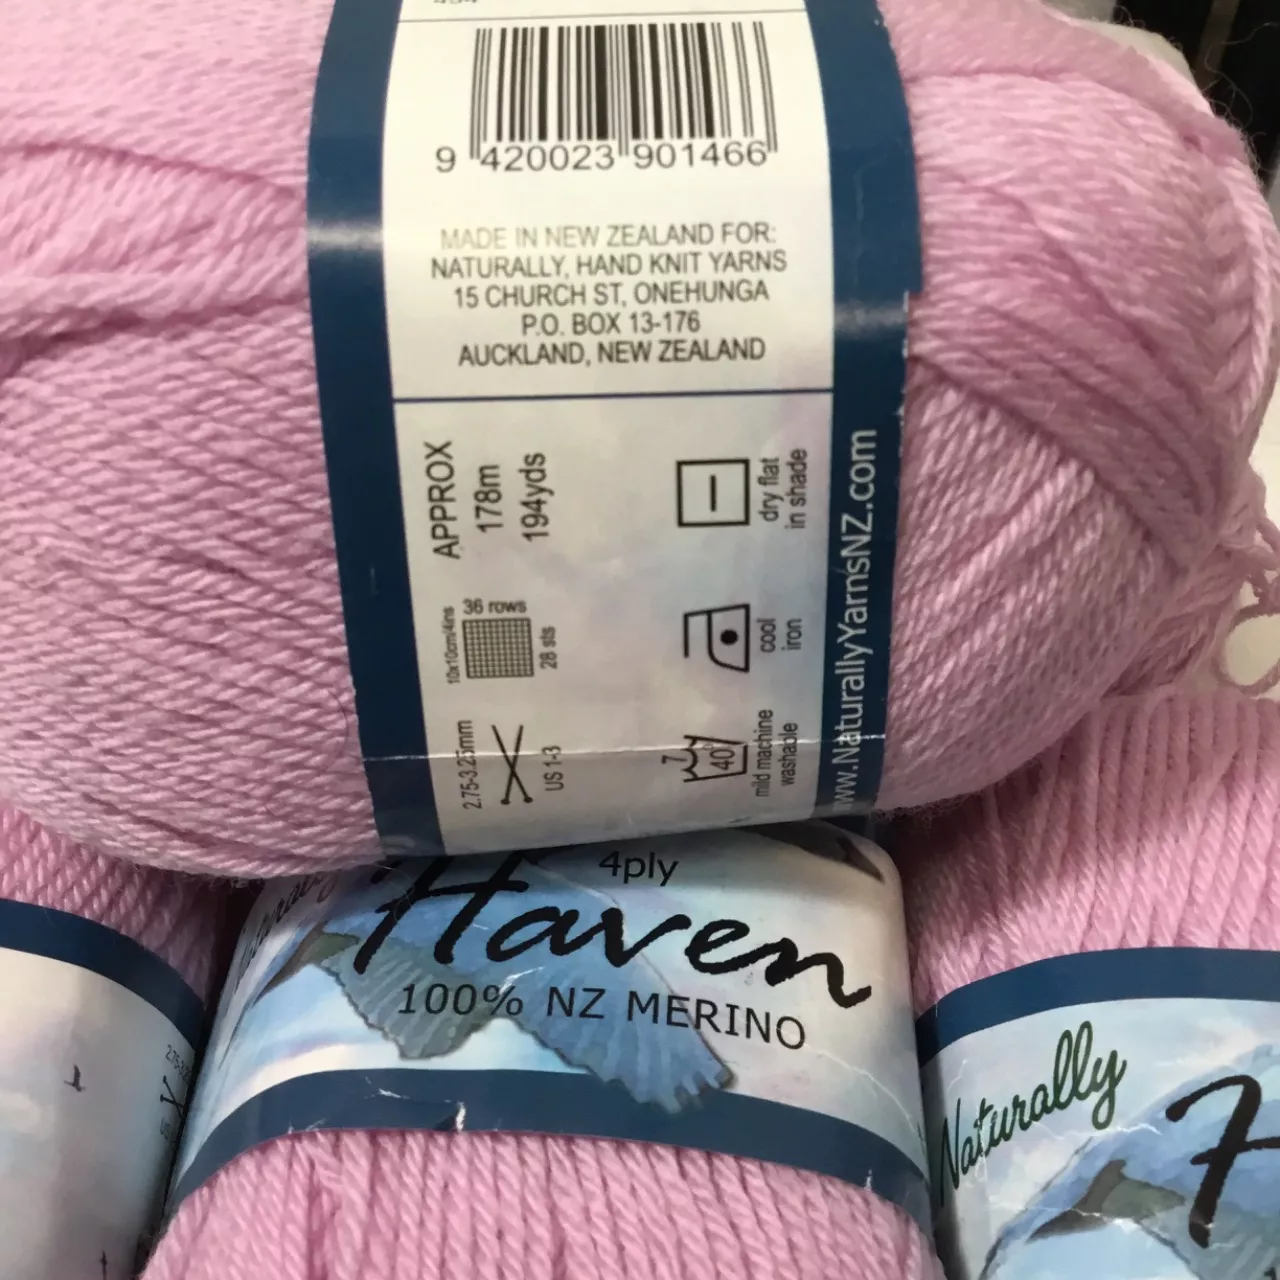 9 420023 901466
MADE IN NEW ZEALAND FOR:
NATURALLY, HAND KNIT YARNS
15 CHURCH ST, ONEHUNGA
P.O. BOX 13-176
AUCKLAND, NEW ZEALAND
APPROX
178m
194yds
dry flat
in shade
10x10cm/4ins
36 rows
28 sts
cool
iron
2.75-3.25mm
US 1-3
7
40°
mild machine
washable
ww.NaturallyYarnsNZ.com
4ply
Haven
100% NZ MERINO
Naturally